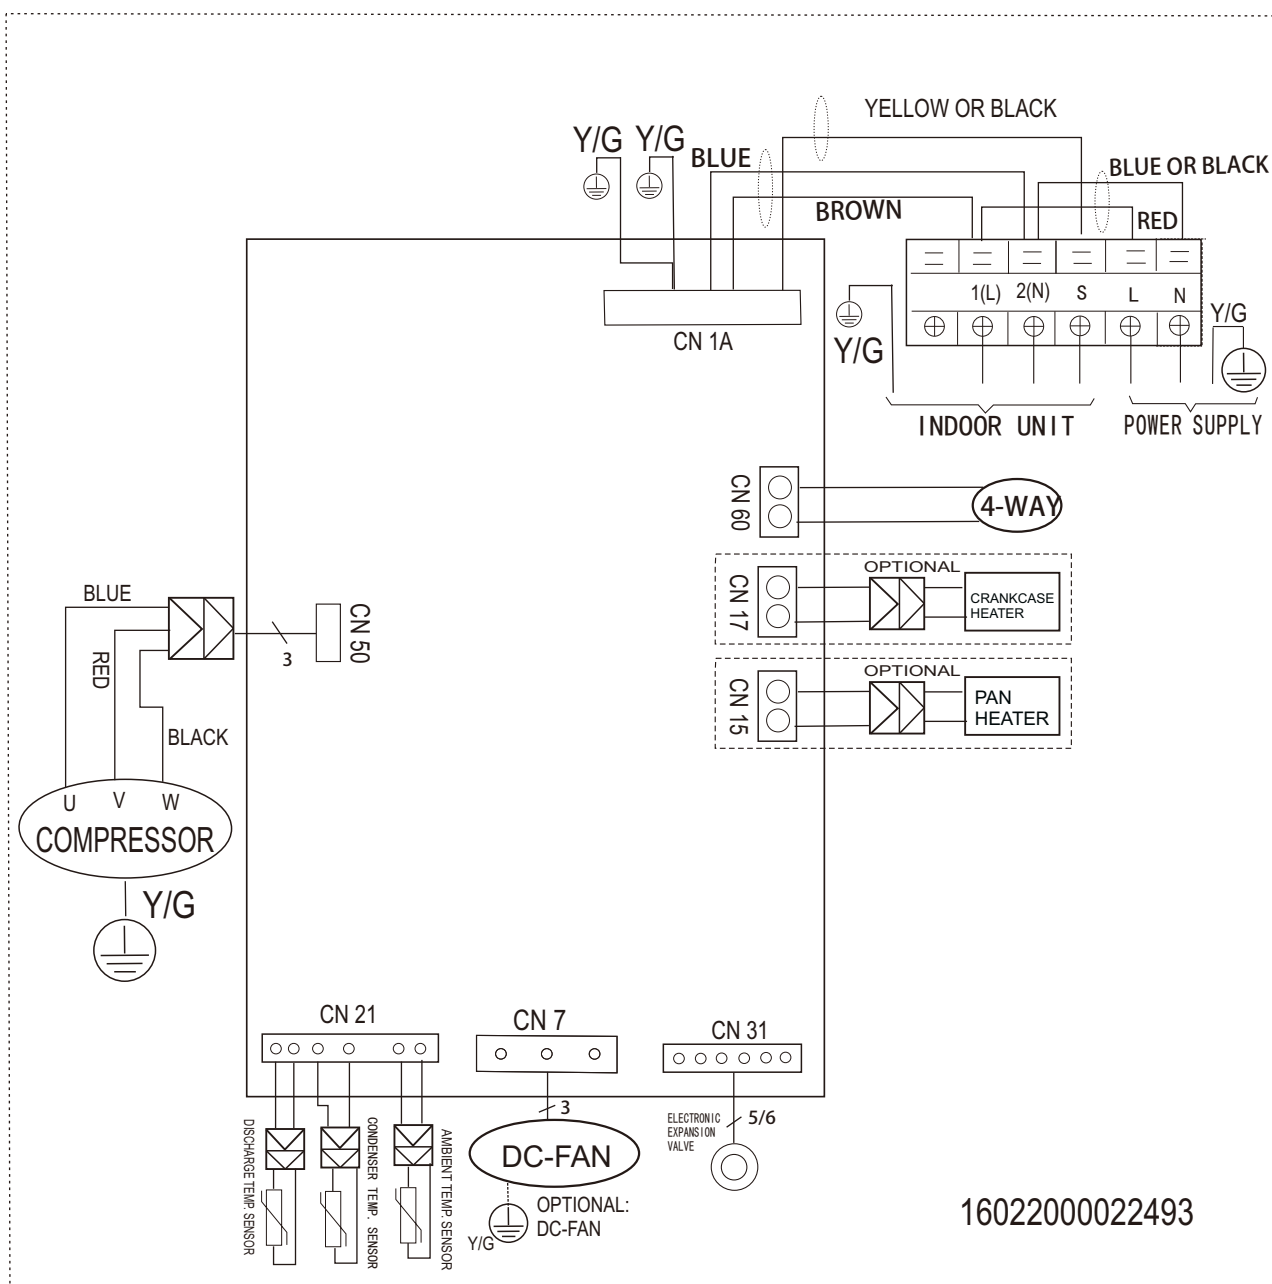 YELLOW OR BLACK
Y/G Y/G
BLUE
BLUE OR BLACK
BROWN
RED
1(L) 2(N) S L N
CN 1A
Y/G
Y/G
INDOOR UNIT
POWER SUPPLY
CN 60
4-WAY
OPTIONAL
CN 17
CRANKCASE
HEATER
OPTIONAL
CN 15
PAN
HEATER
BLUE
RED
BLACK
3
CN 50
U V W
COMPRESSOR
Y/G
CN 21
CN 7
CN 31
DISCHARGE TEMP. SENSOR
CONDENSER TEMP. SENSOR
AMBIENT TEMP. SENSOR
3
DC-FAN
OPTIONAL:
DC-FAN
Y/G
ELECTRONIC
EXPANSION
VALVE
5/6
16022000022493